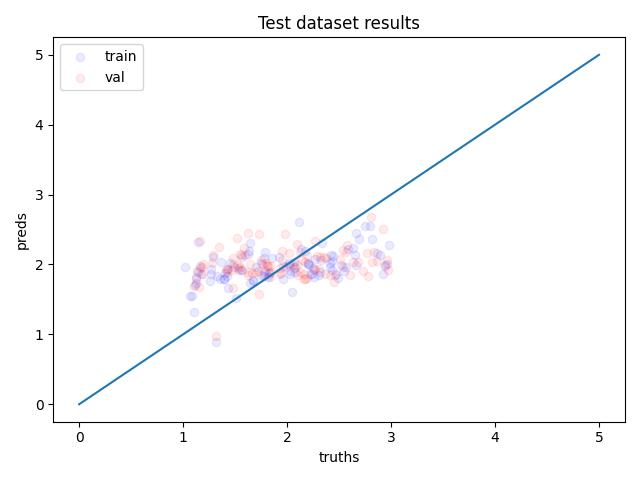 Test dataset results
train
val
preds
5
4
3
2
1
0
0 1 2 3 4 5
truths